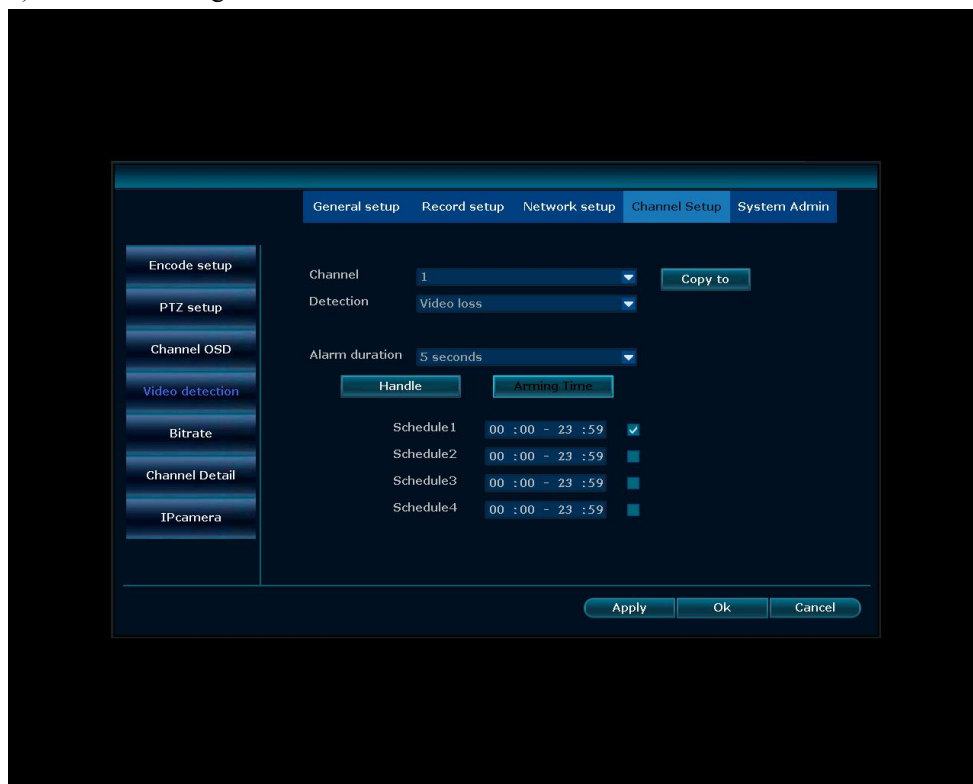 General setup Record setup Network setup Channel Setup System Admin
Encode setup
PTZ setup
Channel OSD
Video detection
Bitrate
Channel Detail
IPcamera
Channel 1 Copy to
Detection Video loss
Alarm duration 5 seconds
Handle Arming Time
Schedule1 00 :00 - 23 :59
Schedule2 00 :00 - 23 :59
Schedule3 00 :00 - 23 :59
Schedule4 00 :00 - 23 :59
Apply Ok Cancel